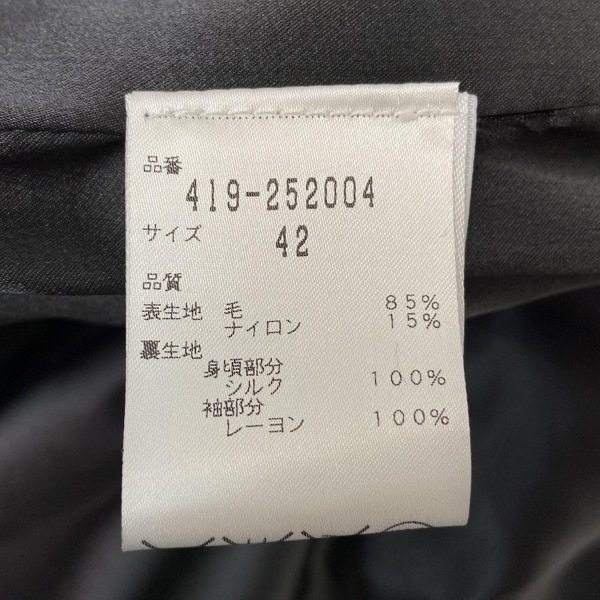 品番
419-252004
サイズ 42
品質
表生地 毛 85%
ナイロン 15%
裏生地
身頃部分
シルク 100%
袖部分
レーヨン 100%